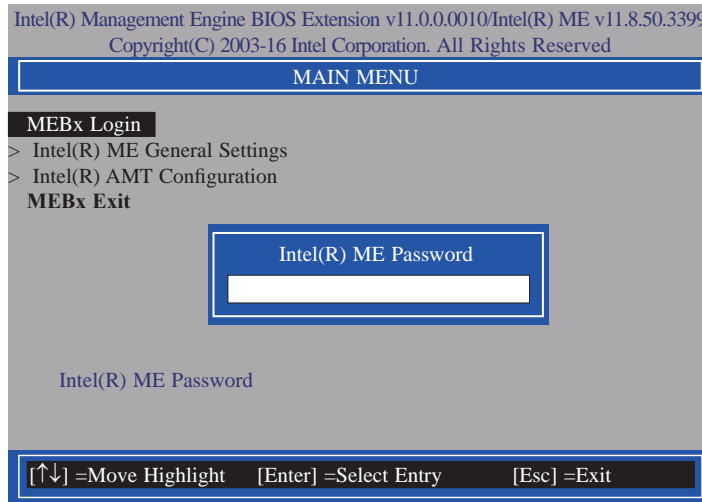 Intel(R) Management Engine BIOS Extension v11.0.0.0010/Intel(R) ME v11.8.50.3399
Copyright(C) 2003-16 Intel Corporation. All Rights Reserved
MAIN MENU
MEBx Login
> Intel(R) ME General Settings
> Intel(R) AMT Configuration
MEBx Exit
Intel(R) ME Password
Intel(R) ME Password
[↑↓] =Move Highlight [Enter] =Select Entry [Esc] =Exit